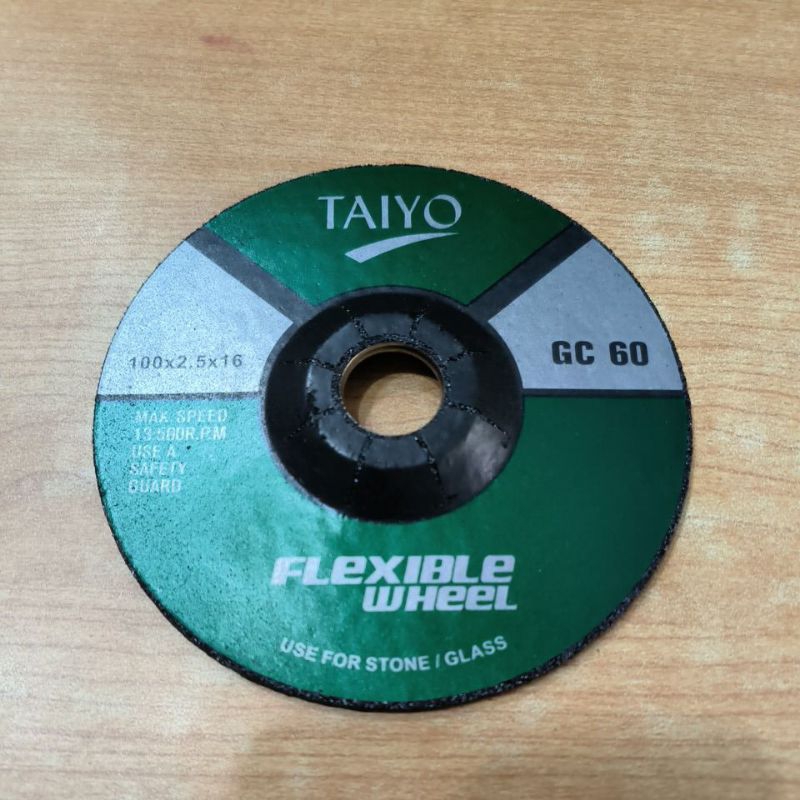 TAIYO
100x2.5x16
GC 60
MAX. SPEED
13.500R.P.M
USE A
SAFETY
GUARD
FLEXIBLE
WHEEL
USE FOR STONE / GLASS